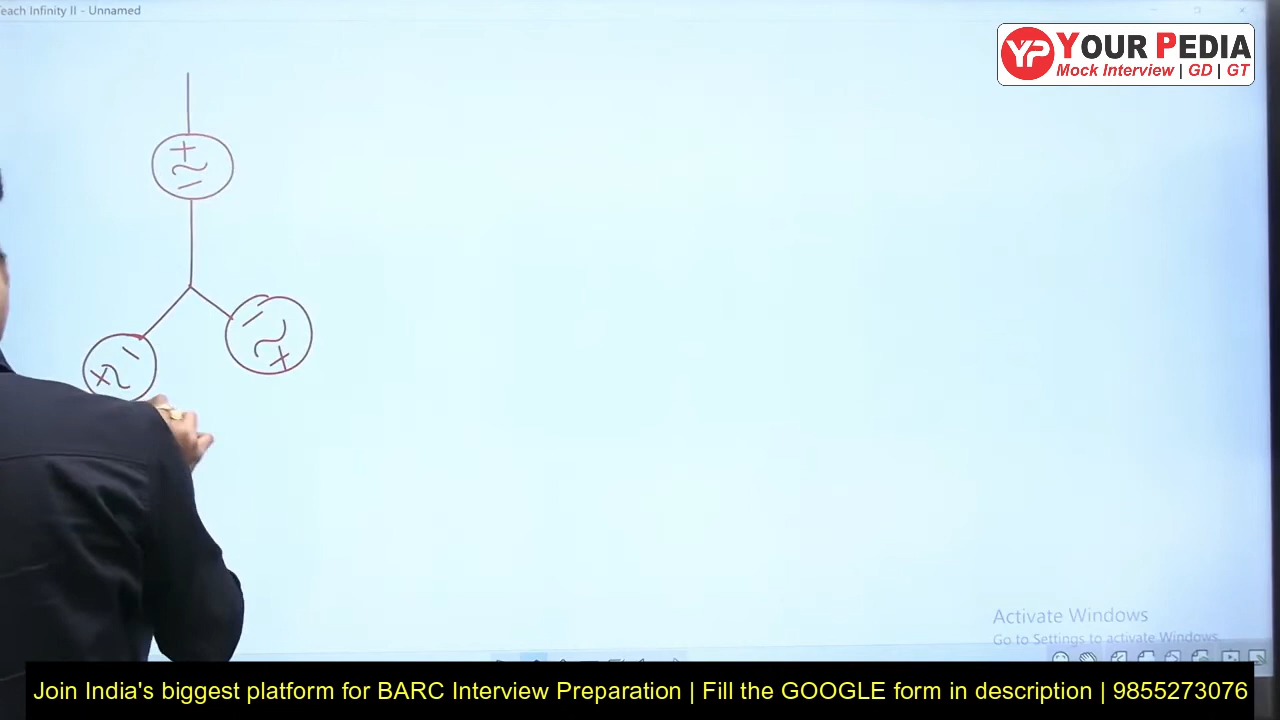 each Infinity II - Unnamed
YP YOUR PEDIA
Mock Interview | GD | GT
+
~
-
-
~
+
-
~
+
Activate Windows
Go to Settings to activate Windows.
Join India's biggest platform for BARC Interview Preparation | Fill the GOOGLE form in description | 9855273076